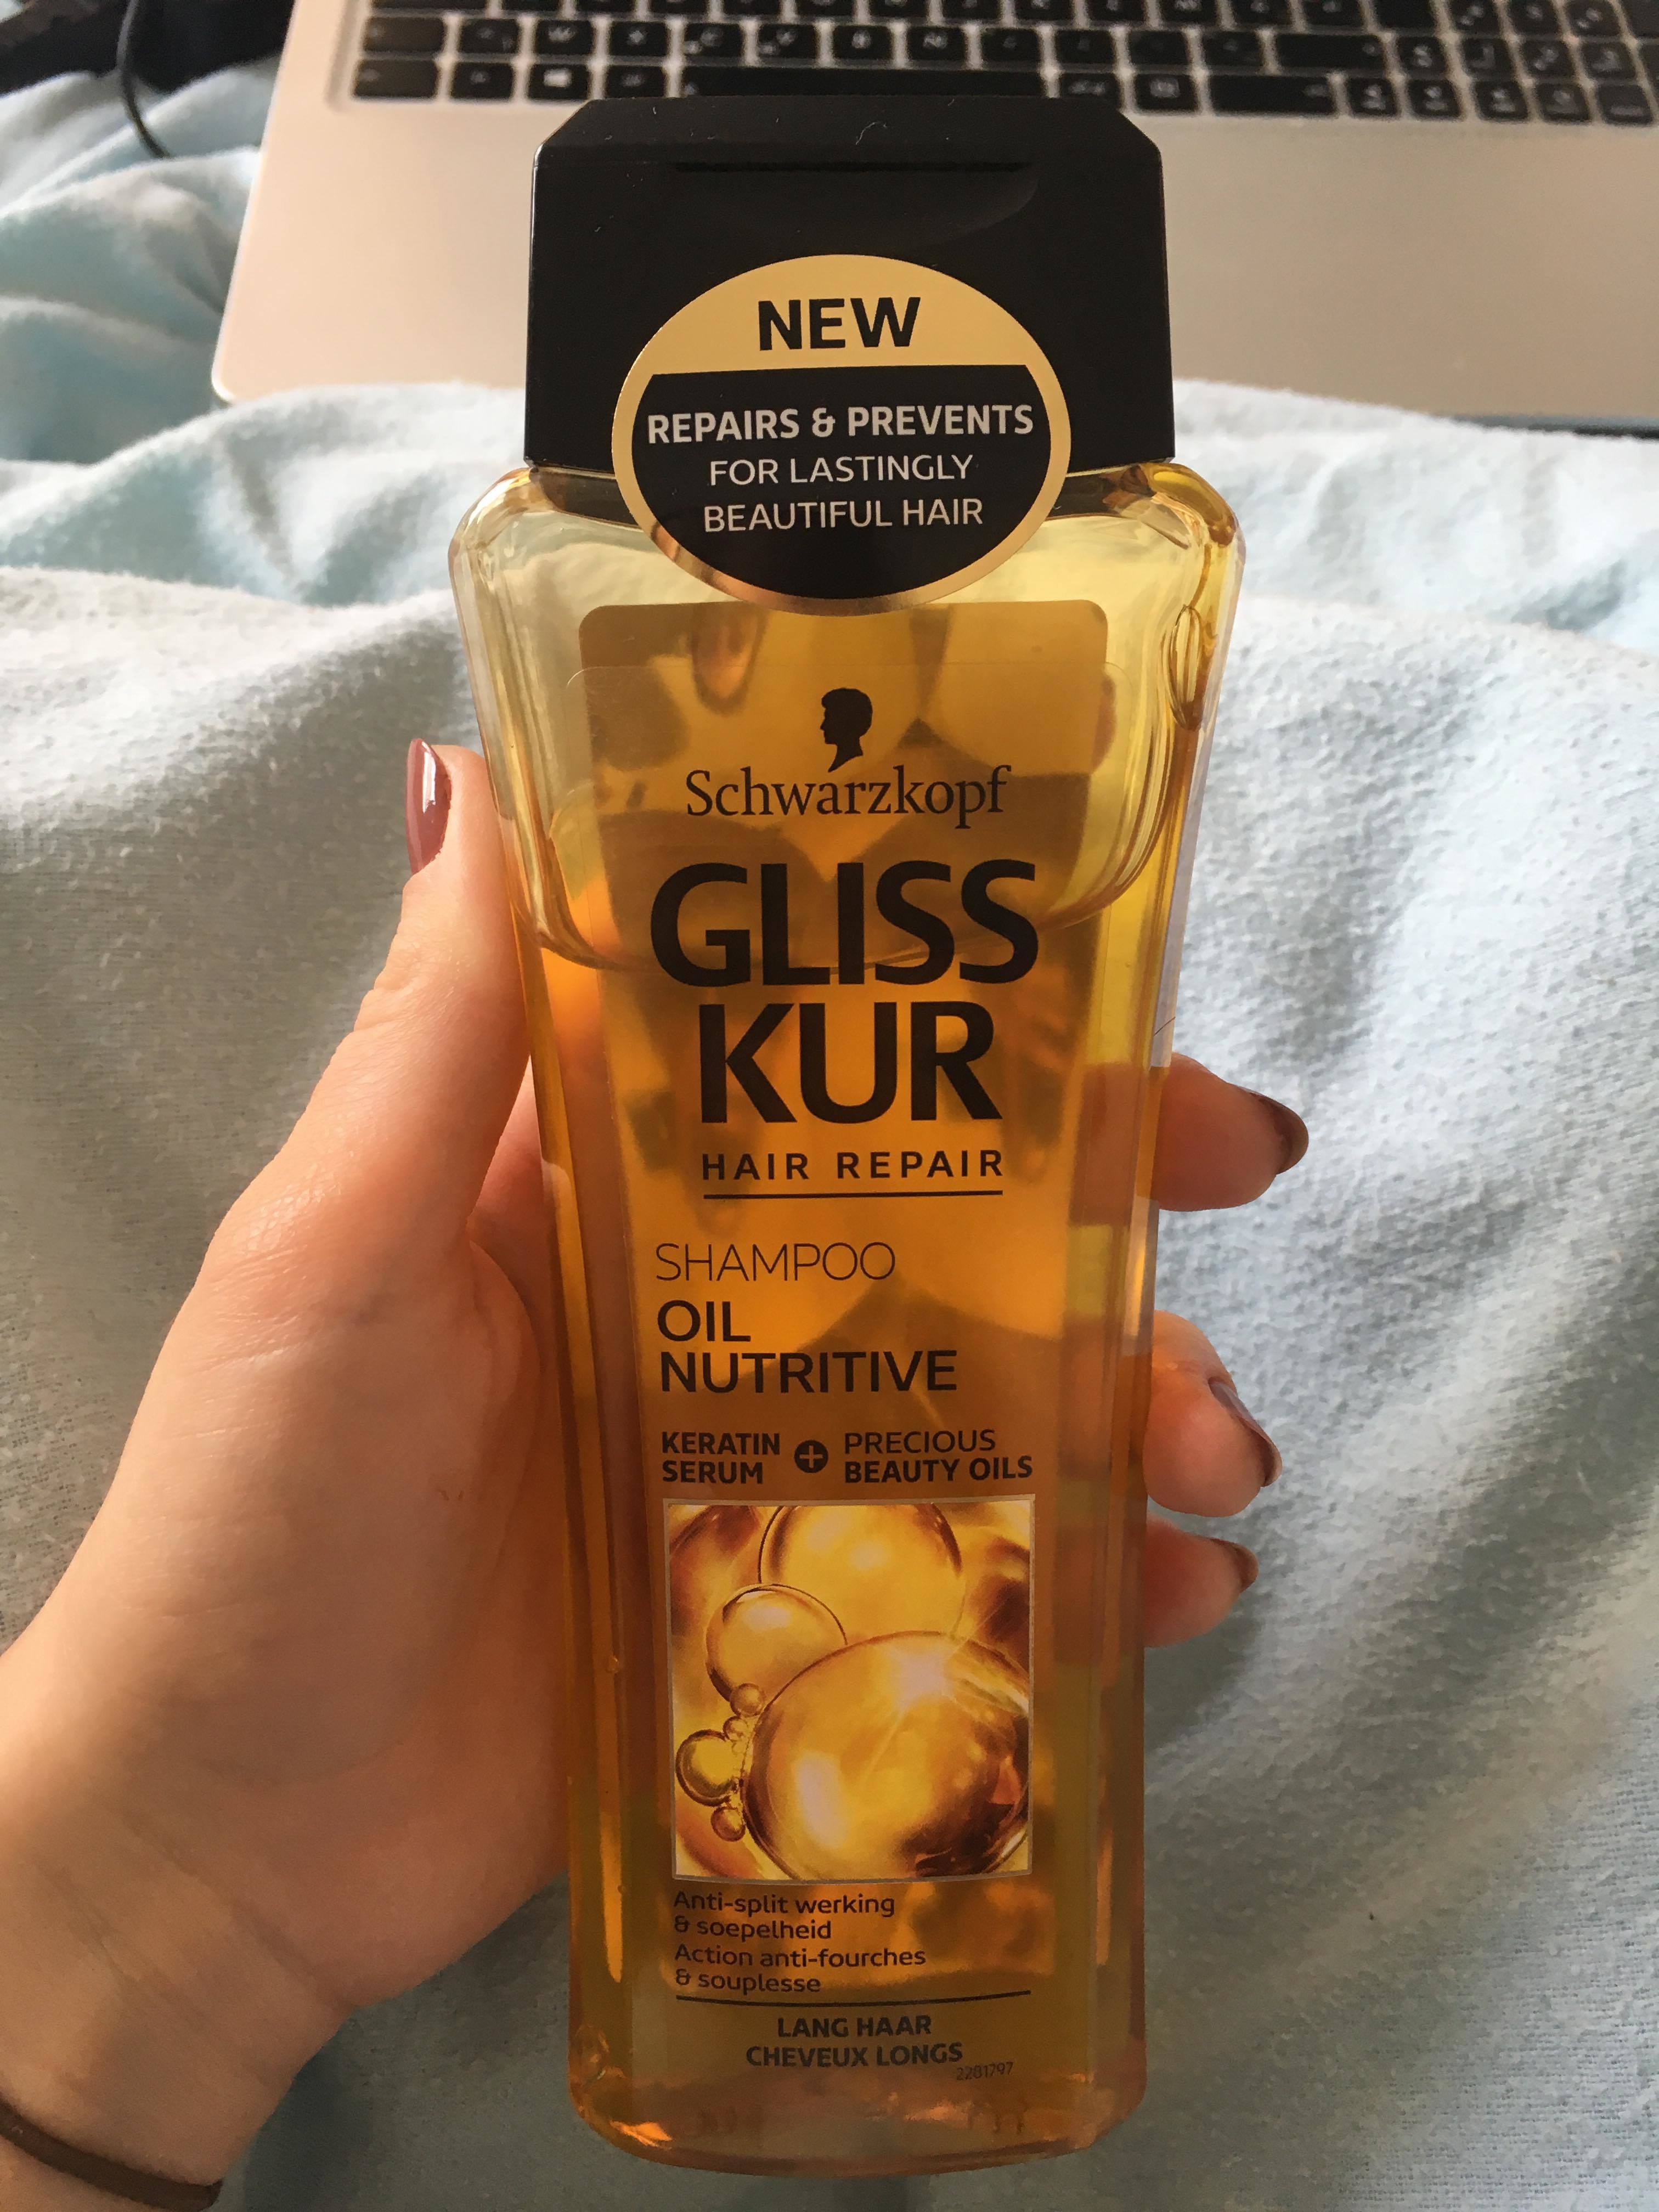 NEW
REPAIRS & PREVENTS
FOR LASTINGLY
BEAUTIFUL HAIR
Schwarzkopf
GLISS
KUR
HAIR REPAIR
SHAMPOO
OIL
NUTRITIVE
KERATIN
SERUM
+
PRECIOUS
BEAUTY OILS
Anti-split werking
& soepelheid
Action anti-fourches
& souplesse
LANG HAAR
CHEVEUX LONGS
2281797